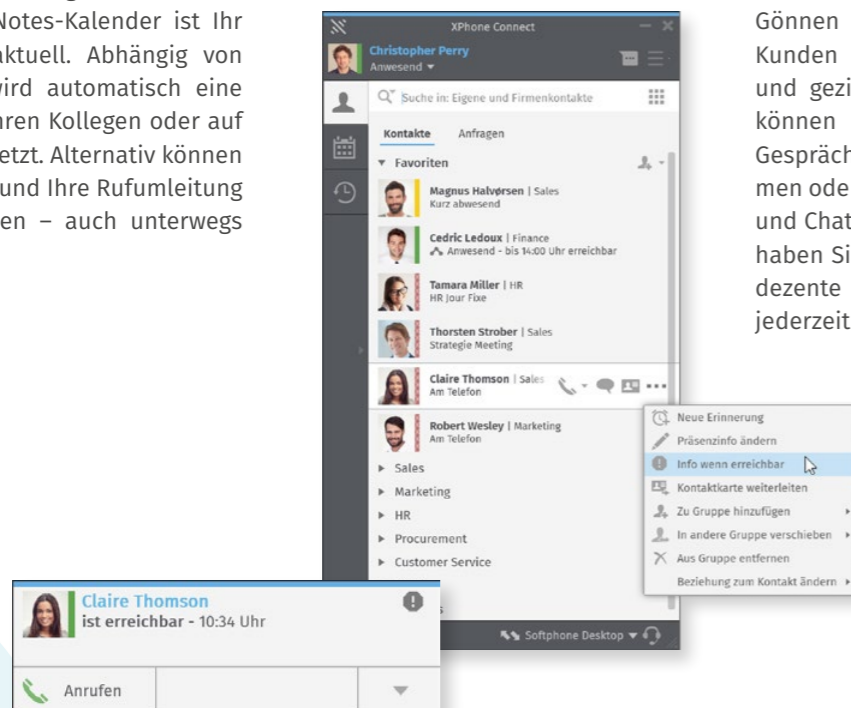 Notes-Kalender ist Ihr
aktuell. Abhängig von
wird automatisch eine
Ihren Kollegen oder auf
etzt. Alternativ können
und Ihre Rufumleitung
en – auch unterwegs
XPhone Connect
Christopher Perry
Anwesend
Suche in: Eigene und Firmenkontakte
Kontakte Anfragen
Favoriten
Magnus Halvørsen | Sales
Kurz abwesend
Cedric Ledoux | Finance
Anwesend - bis 14:00 Uhr erreichbar
Tamara Miller | HR
HR Jour Fixe
Thorsten Strober | Sales
Strategie Meeting
Claire Thomson | Sales
Am Telefon
Robert Wesley | Marketing
Am Telefon
Sales
Marketing
HR
Procurement
Customer Service
s
Softphone Desktop
Neue Erinnerung
Präsenzinfo ändern
Info wenn erreichbar
Kontaktkarte weiterleiten
Zu Gruppe hinzufügen
In andere Gruppe verschieben
Aus Gruppe entfernen
Beziehung zum Kontakt ändern
Claire Thomson
ist erreichbar - 10:34 Uhr
Anrufen
Gönnen
Kunden
und gezi
können
Gespräch
men ode
und Chat
haben Si
dezente
jederzeit